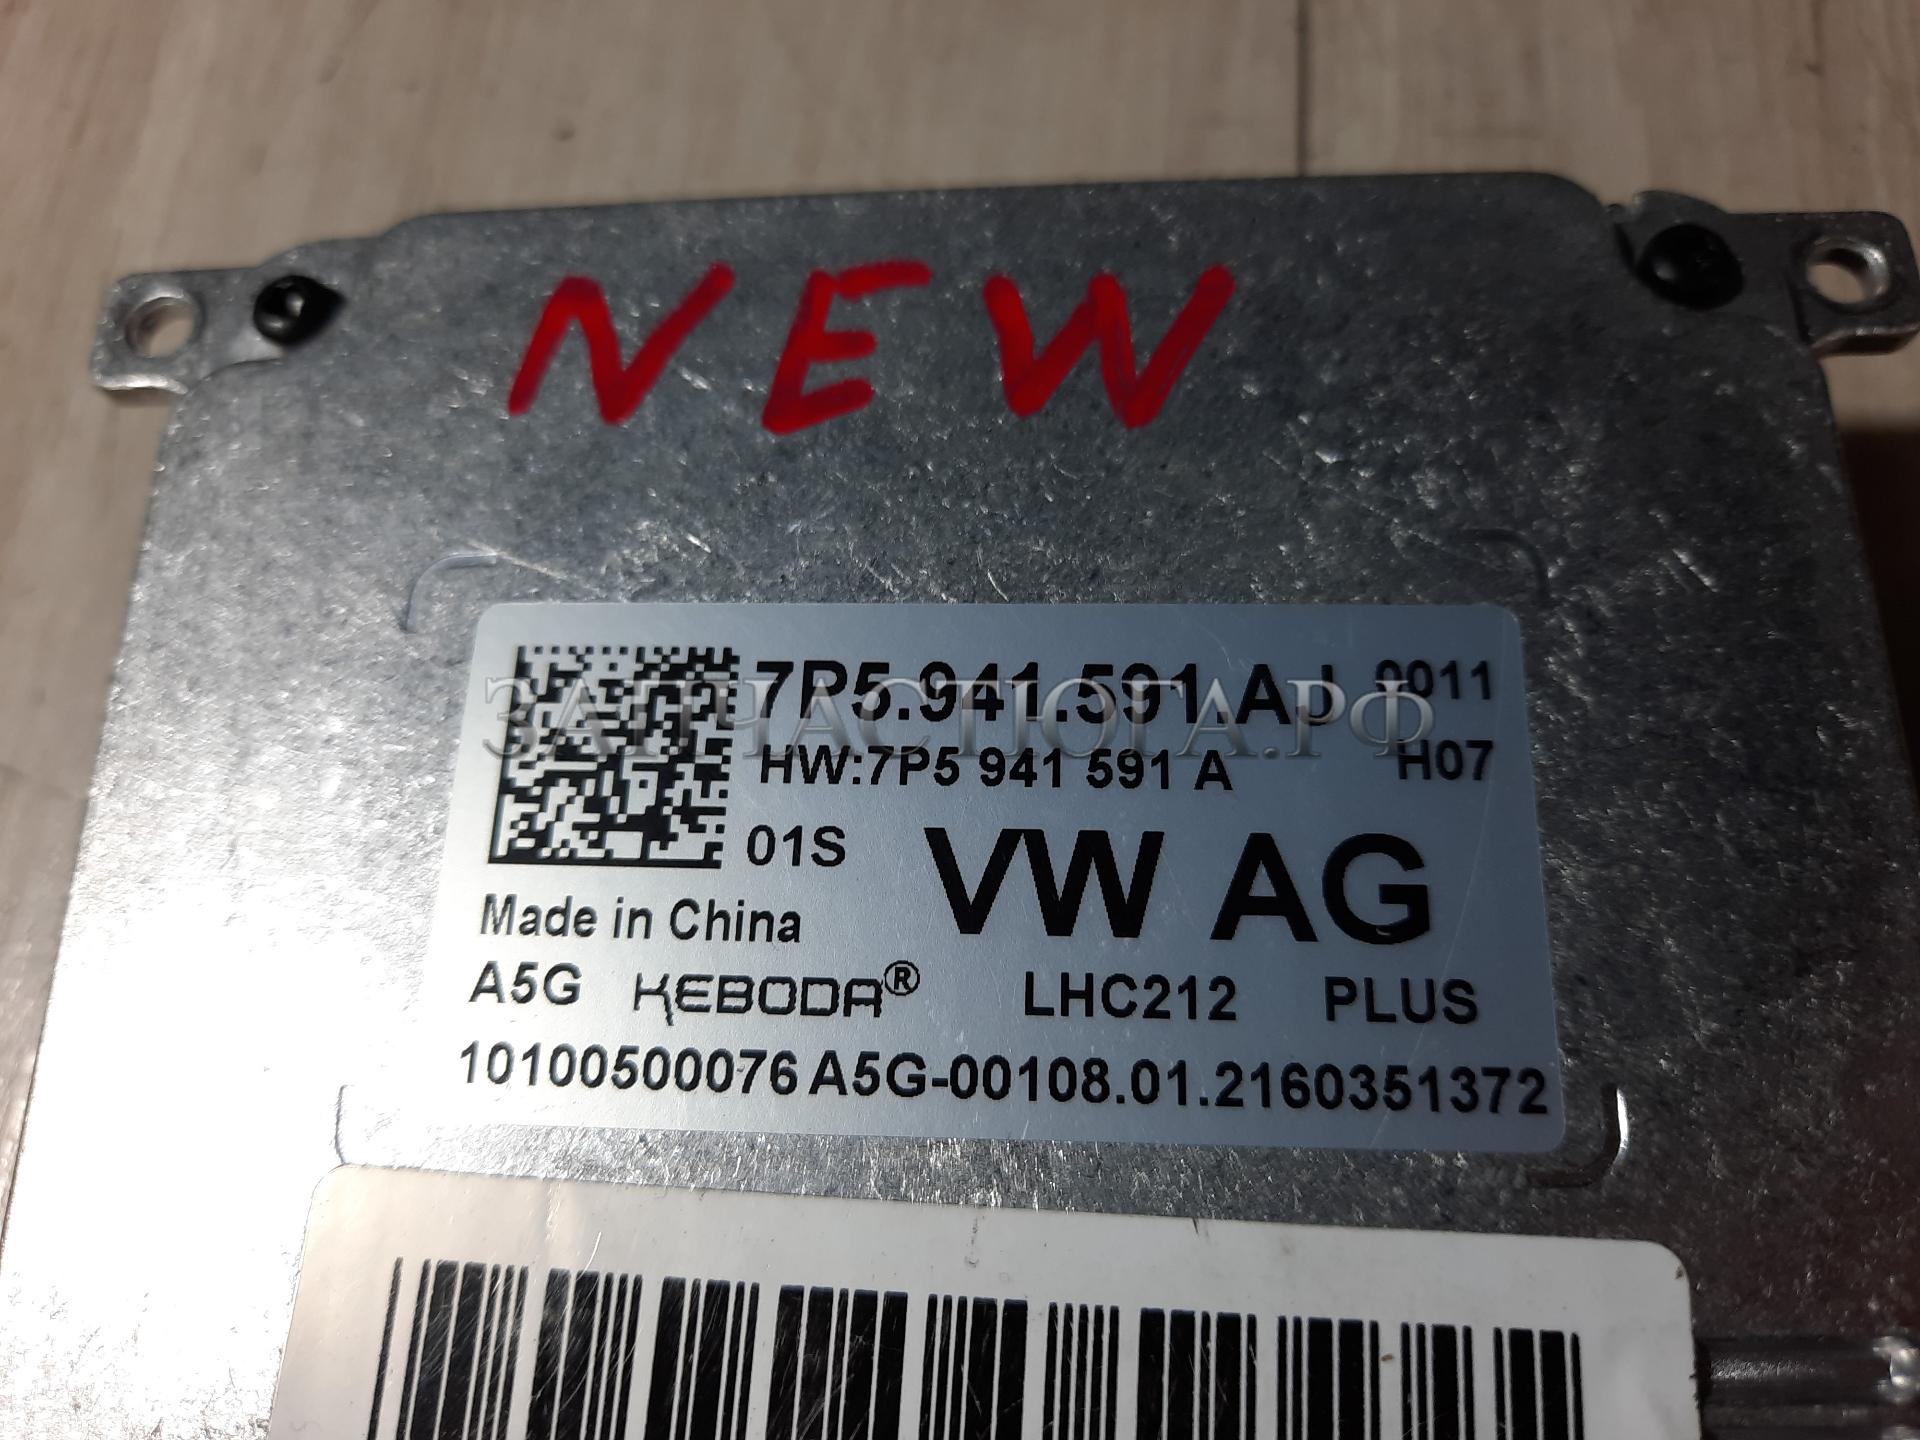 NEW
7P5.941.591.AJ 0011
ЗАПЧАСТЮГА.РФ
HW:7P5 941 591 A H07
01S VW AG
Made in China
A5G KEBODA® LHC212 PLUS
10100500076 A5G-00108.01.2160351372